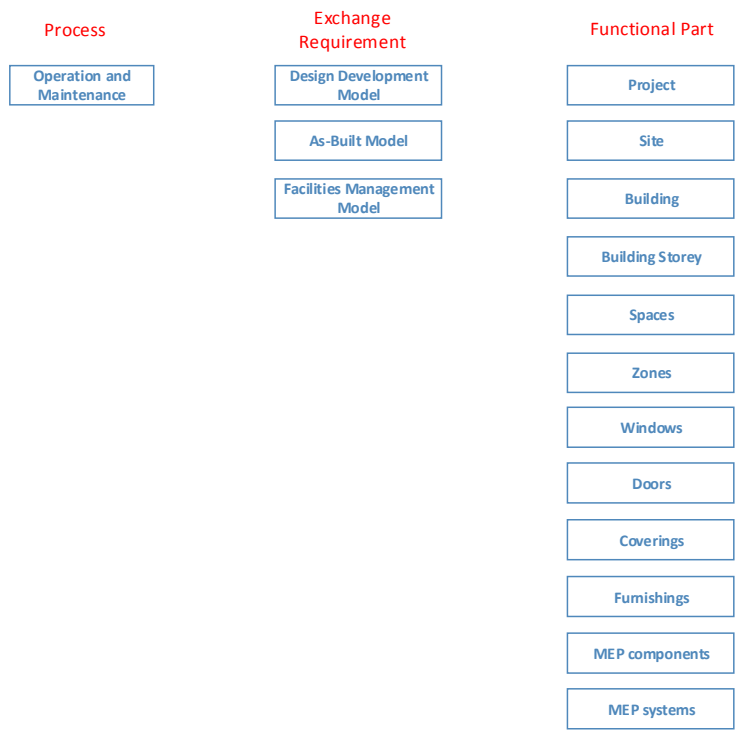 Process
Operation and
Maintenance
Exchange
Requirement
Design Development
Model
As-Built Model
Facilities Management
Model
Functional Part
Project
Site
Building
Building Storey
Spaces
Zones
Windows
Doors
Coverings
Furnishings
MEP components
MEP systems